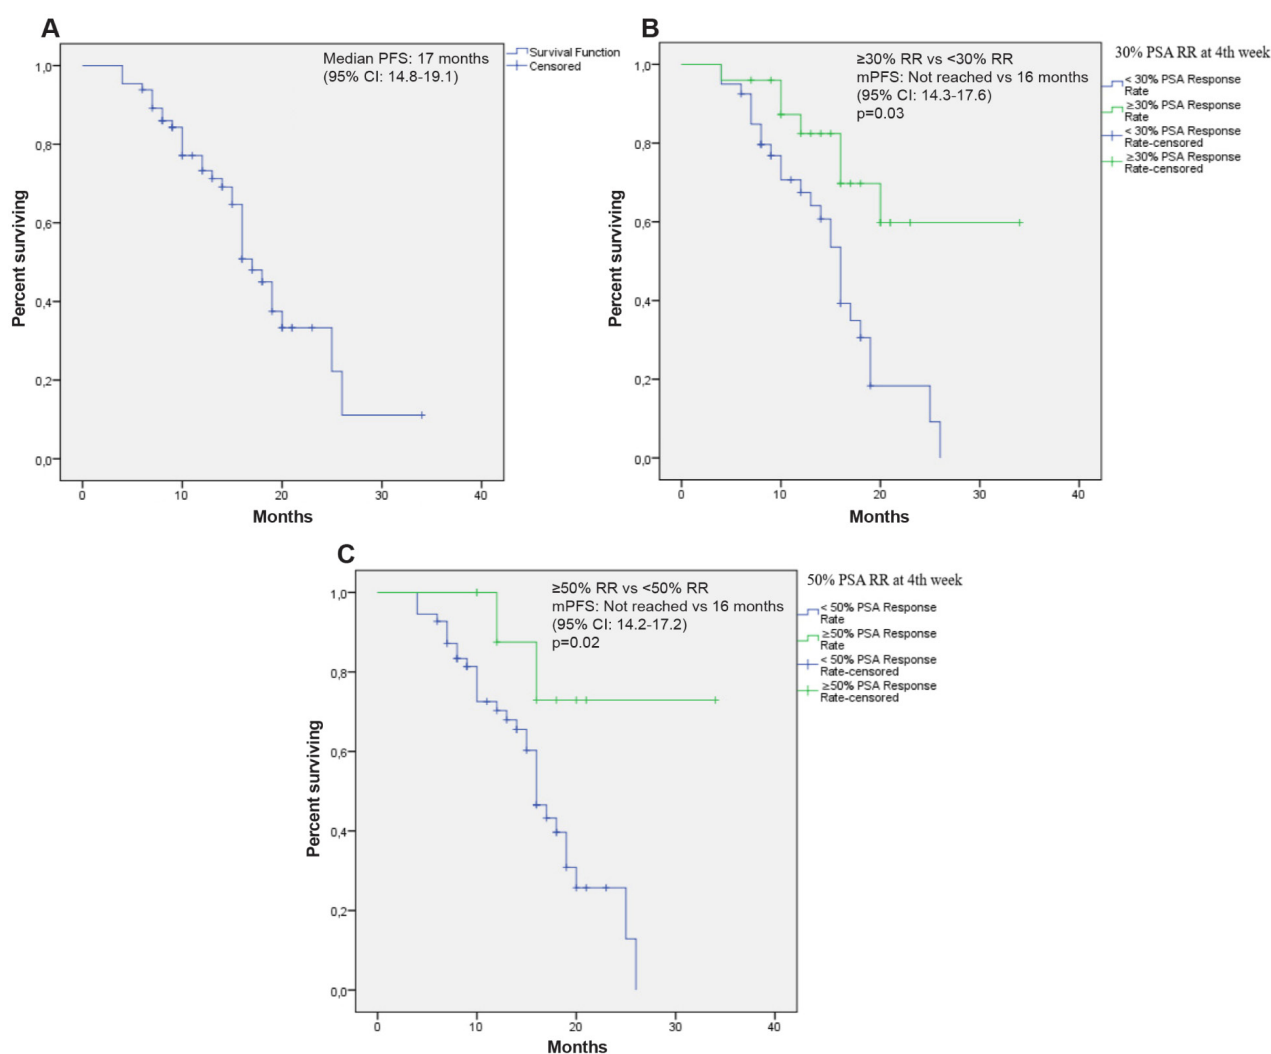 A
Median PFS: 17 months
(95% CI: 14.8-19.1)
Survival Function
Censored
1,0
0,8
0,6
0,4
0,2
0,0
Percent surviving
0 10 20 30 40
Months
B
≥30% RR vs <30% RR
mPFS: Not reached vs 16 months
(95% CI: 14.3-17.6)
p=0.03
30% PSA RR at 4th week
< 30% PSA Response
Rate
≥30% PSA Response
Rate
< 30% PSA Response
Rate-censored
≥30% PSA Response
Rate-censored
1,0
0,8
0,6
0,4
0,2
0,0
Percent surviving
0 10 20 30 40
Months
C
≥50% RR vs <50% RR
mPFS: Not reached vs 16 months
(95% CI: 14.2-17.2)
p=0.02
50% PSA RR at 4th week
< 50% PSA Response
Rate
≥50% PSA Response
Rate
< 50% PSA Response
Rate-censored
≥50% PSA Response
Rate-censored
1,0
0,8
0,6
0,4
0,2
0,0
Percent surviving
0 10 20 30 40
Months